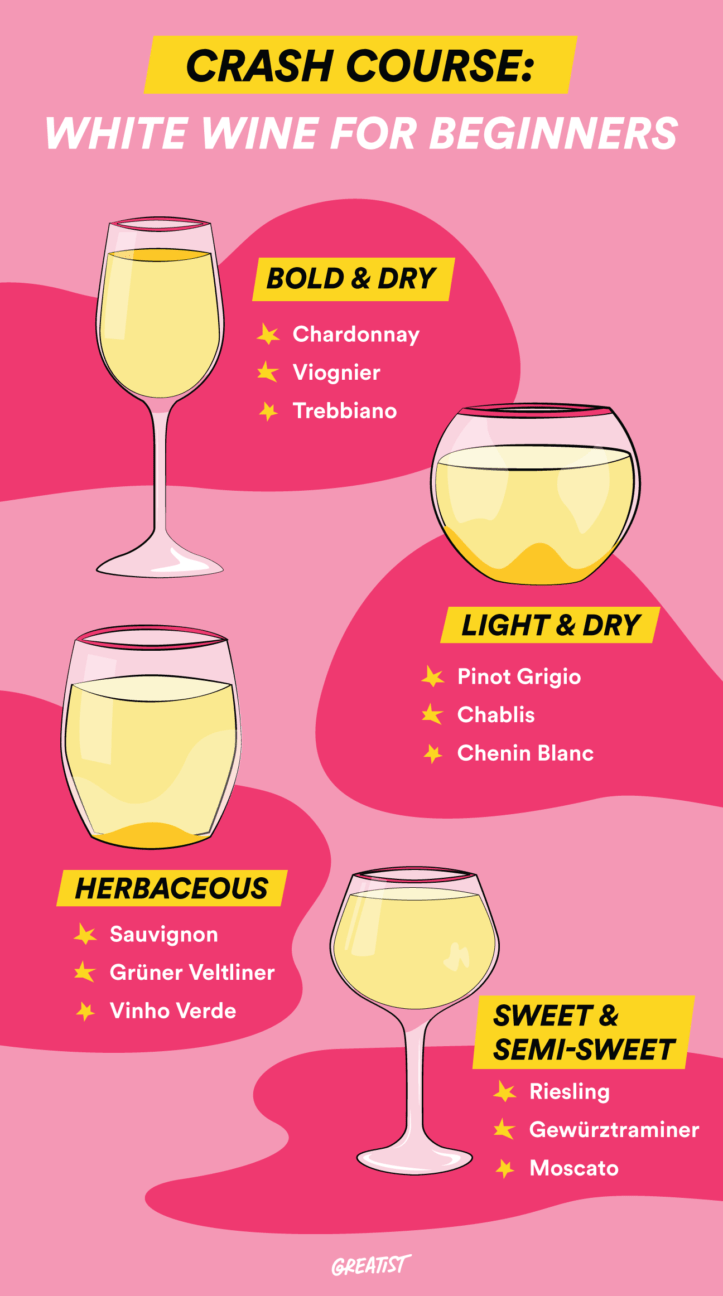 CRASH COURSE:
WHITE WINE FOR BEGINNERS
BOLD & DRY
Chardonnay
Viognier
Trebbiano
LIGHT & DRY
Pinot Grigio
Chablis
Chenin Blanc
HERBACEOUS
Sauvignon
Grüner Veltliner
Vinho Verde
SWEET &
SEMI-SWEET
Riesling
Gewürztraminer
Moscato
GREATIST